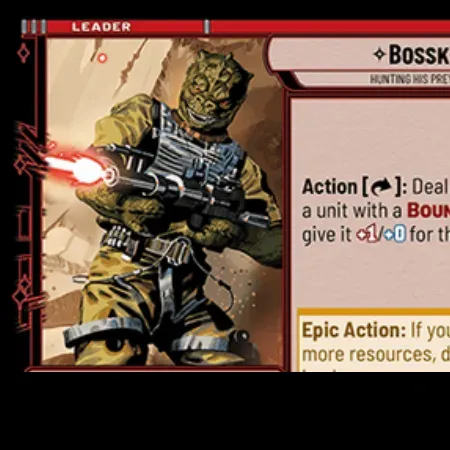 LEADER
BOSSK
HUNTING HIS PREY
Action [ ]: Deal
a unit with a BOUN
give it +1/+0 for th
Epic Action: If you
more resources, d